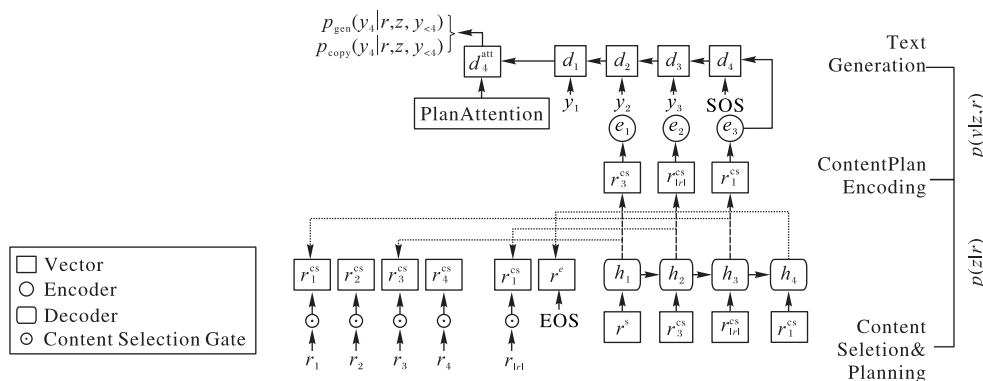 p_gen(y_4|r,z, y_<4)
p_copy(y_4|r,z, y_<4)
d_4^att
d_1
d_2
d_3
d_4
Text
Generation
PlanAttention
y_1
y_2
y_3
SOS
e_1
e_2
e_3
p(y|z,r)
r_3^cs
r_|r|^cs
r_1^cs
ContentPlan
Encoding
r_1^cs
r_2^cs
r_3^cs
r_4^cs
r_1^cs
r^e
h_1
h_2
h_3
h_4
p(z|r)
EOS
r^s
r_3^cs
r_|r|^cs
r_1^cs
r_1
r_2
r_3
r_4
r_|r|
Content
Seletion&
Planning
Vector
Encoder
Decoder
Content Selection Gate